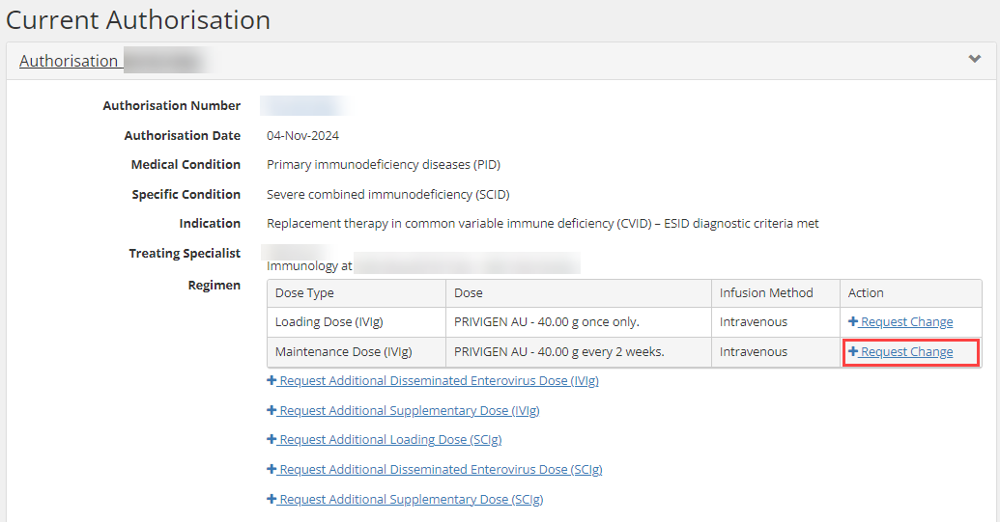 Current Authorisation
Authorisation
Authorisation Number
Authorisation Date 04-Nov-2024
Medical Condition Primary immunodeficiency diseases (PID)
Specific Condition Severe combined immunodeficiency (SCID)
Indication Replacement therapy in common variable immune deficiency (CVID) – ESID diagnostic criteria met
Treating Specialist
Immunology at
Regimen
Dose Type Dose Infusion Method Action
Loading Dose (IVIg) PRIVIGEN AU - 40.00 g once only. Intravenous + Request Change
Maintenance Dose (IVIg) PRIVIGEN AU - 40.00 g every 2 weeks. Intravenous + Request Change
+ Request Additional Disseminated Enterovirus Dose (IVIg)
+ Request Additional Supplementary Dose (IVIg)
+ Request Additional Loading Dose (SCIg)
+ Request Additional Disseminated Enterovirus Dose (SCIg)
+ Request Additional Supplementary Dose (SCIg)